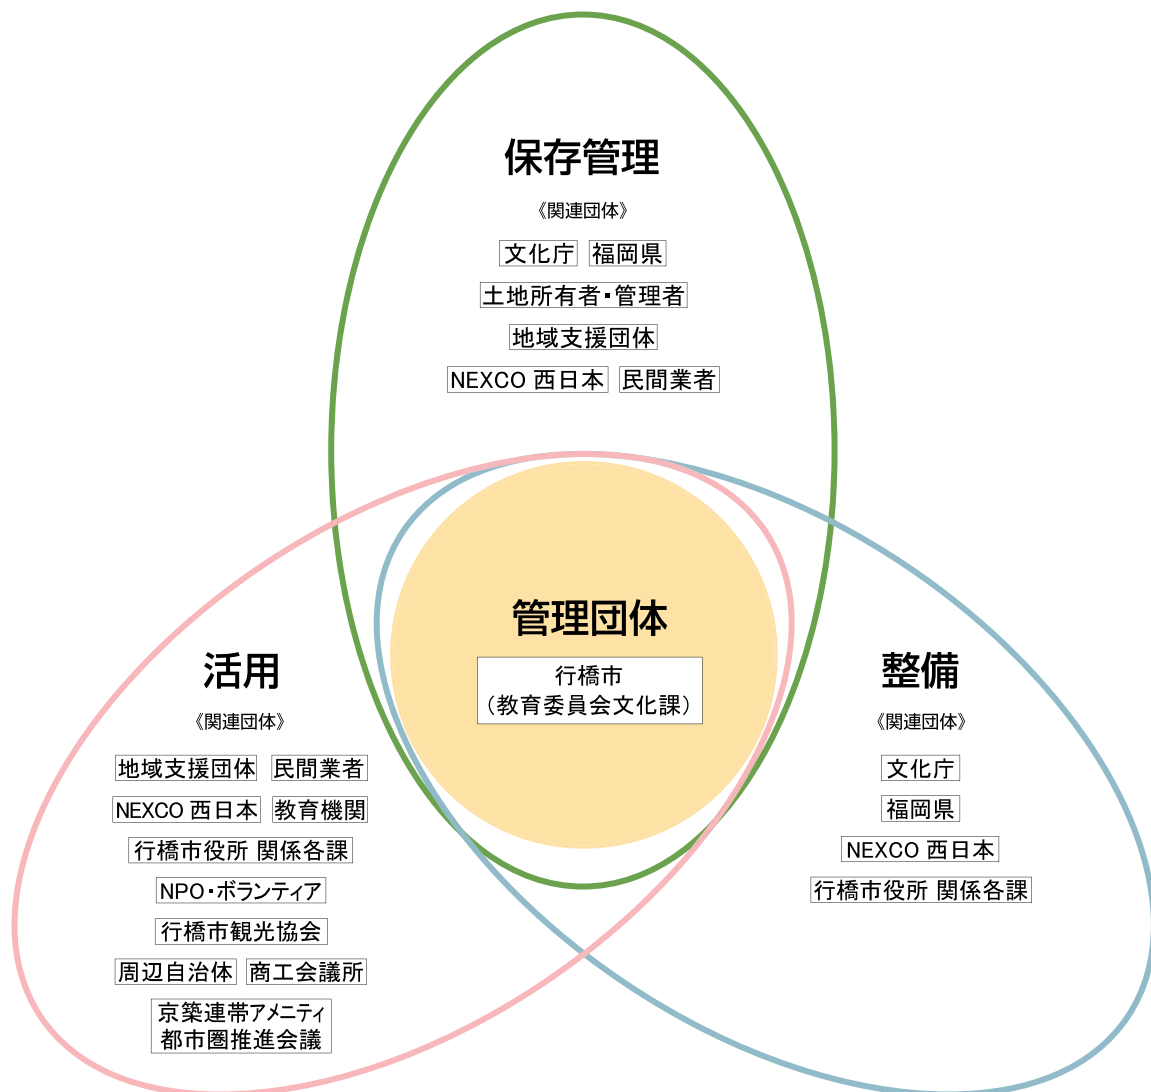 保存管理
《関連団体》
文化庁 福岡県
土地所有者・管理者
地域支援団体
NEXCO 西日本 民間業者
管理団体
行橋市
（教育委員会文化課）
活用
《関連団体》
地域支援団体 民間業者
NEXCO 西日本 教育機関
行橋市役所 関係各課
NPO・ボランティア
行橋市観光協会
周辺自治体 商工会議所
京築連帯アメニティ
都市圏推進会議
整備
《関連団体》
文化庁
福岡県
NEXCO 西日本
行橋市役所 関係各課